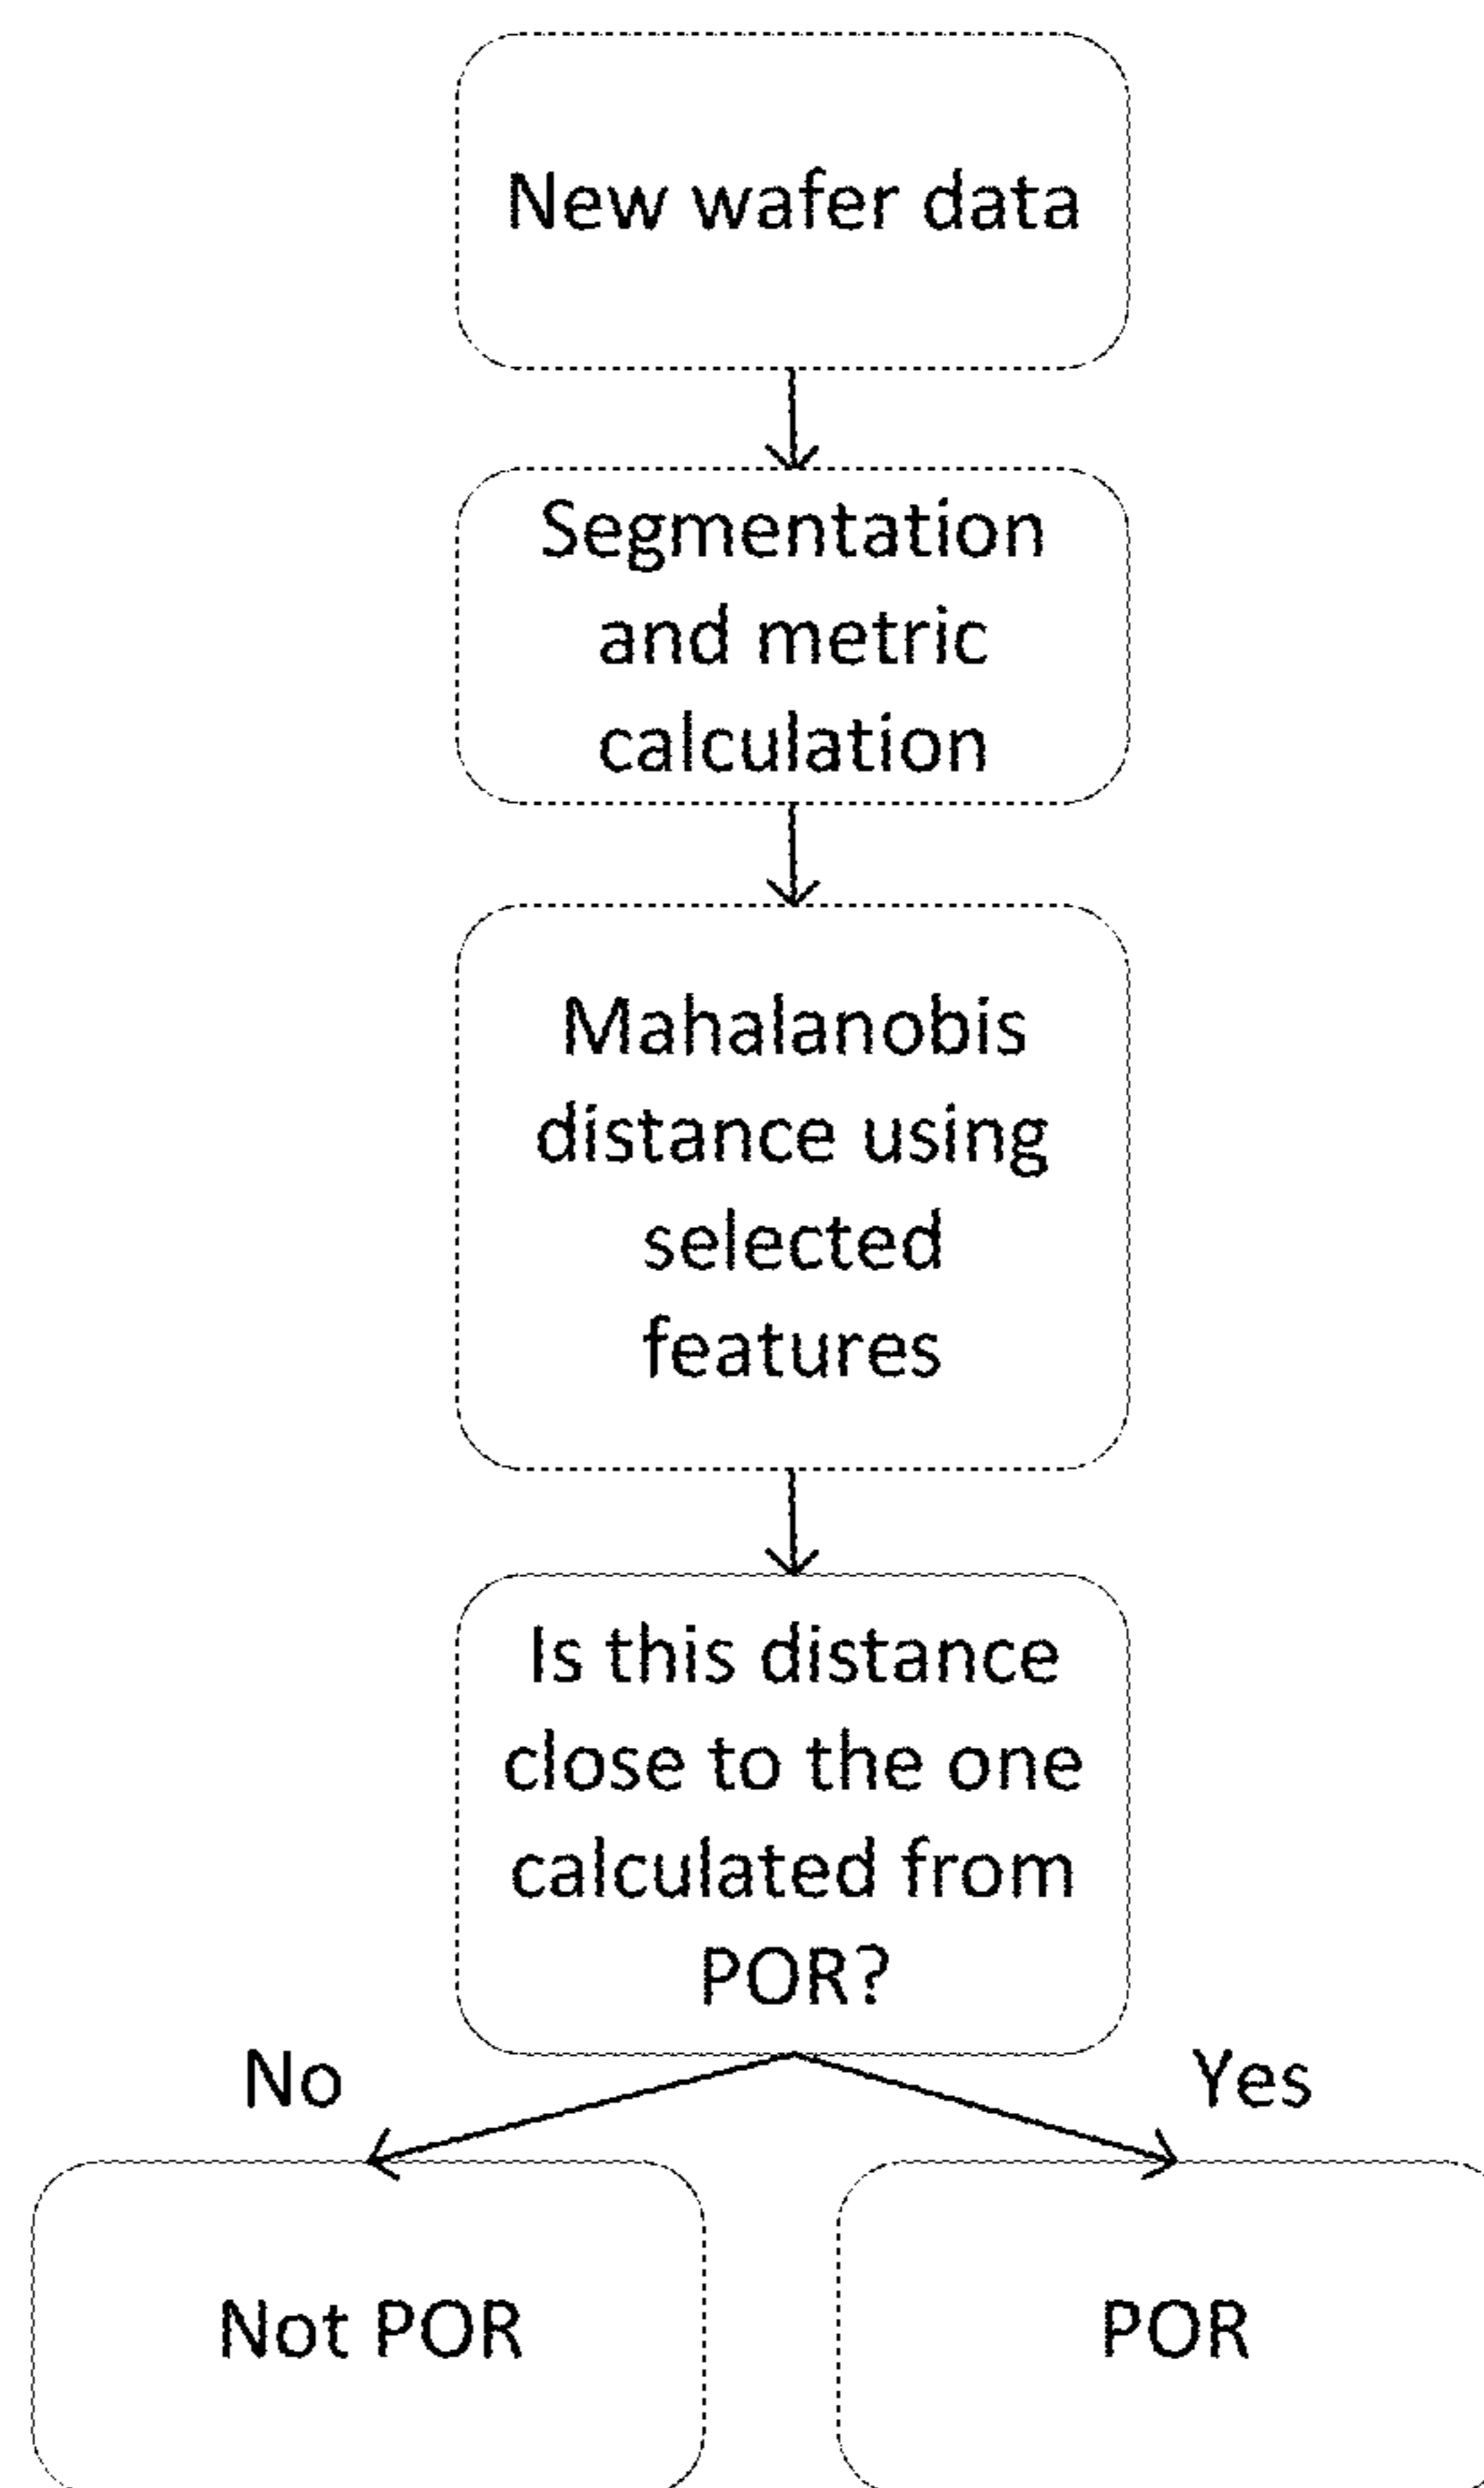 New wafer data
Segmentation
and metric
calculation
Mahalanobis
distance using
selected
features
Is this distance
close to the one
calculated from
POR?
No
Yes
Not POR
POR